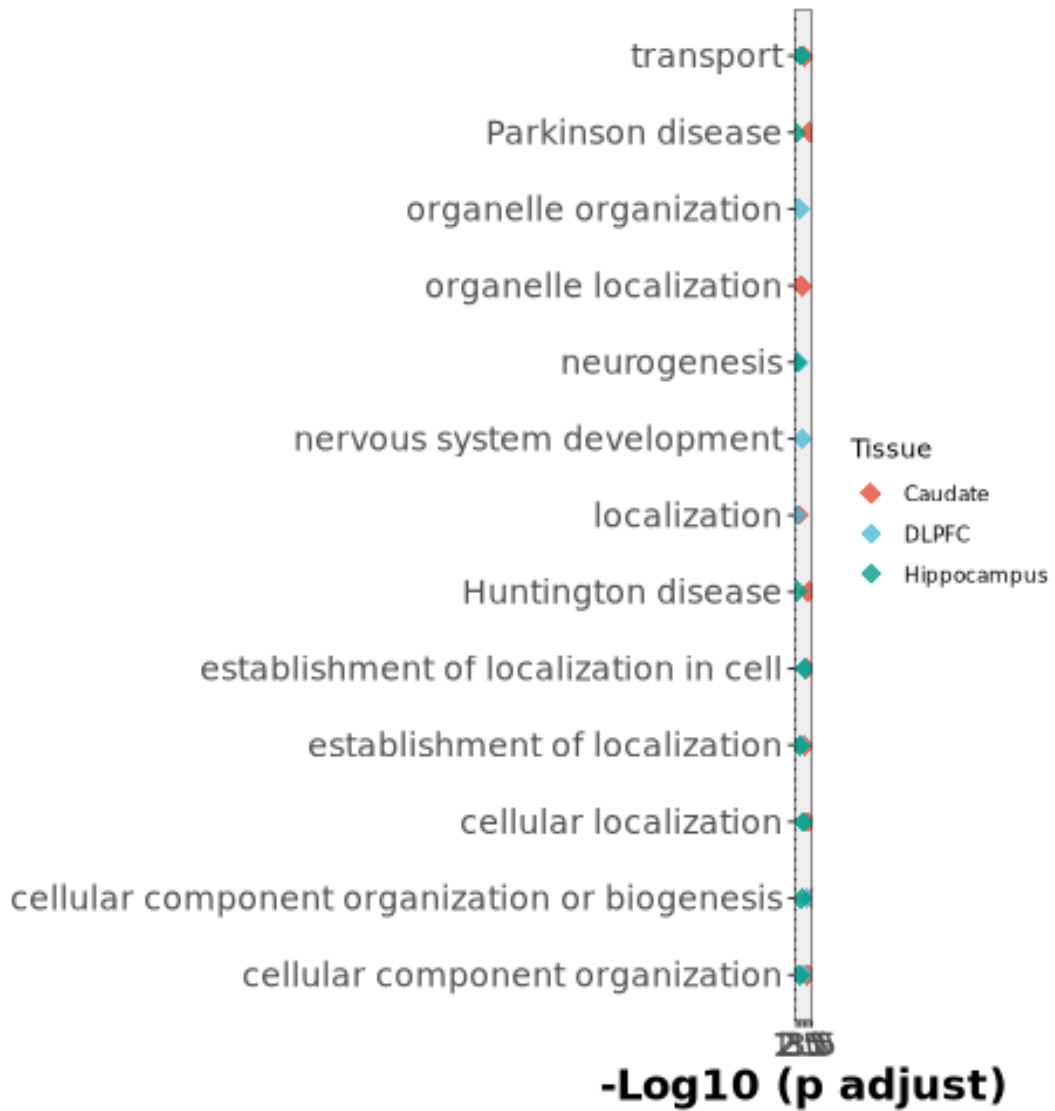 transport
Parkinson disease
organelle organization
organelle localization
neurogenesis
nervous system development
localization
Huntington disease
establishment of localization in cell
establishment of localization
cellular localization
cellular component organization or biogenesis
cellular component organization
-Log10 (p adjust)
Tissue
Caudate
DLPFC
Hippocampus